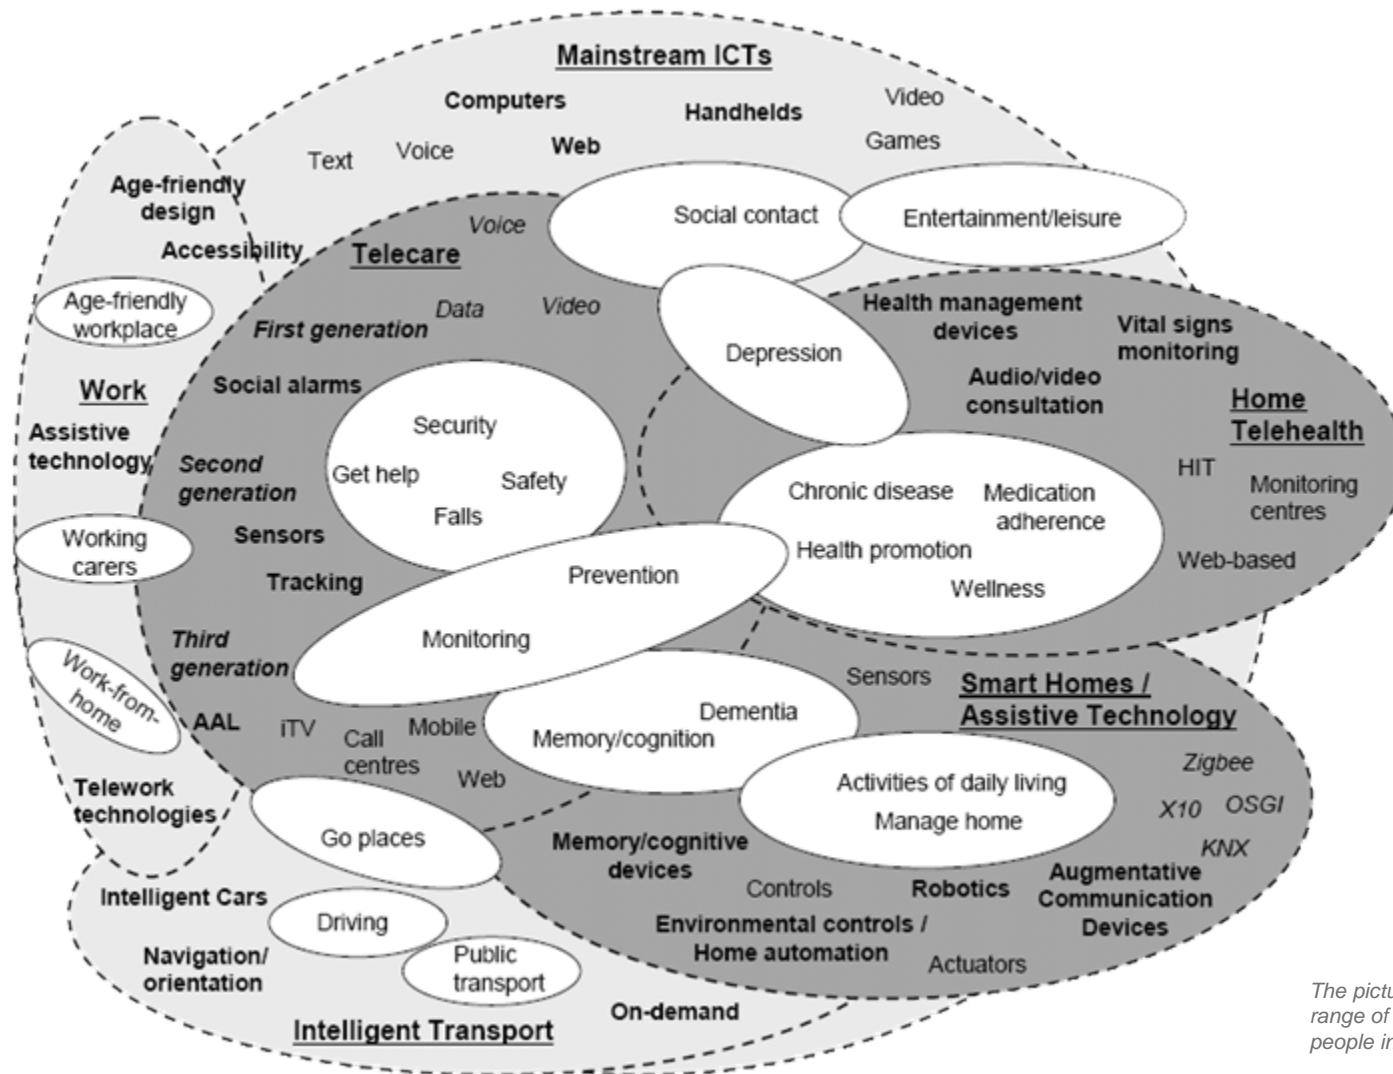 Mainstream ICTs
Computers
Handhelds
Video
Text
Voice
Web
Games
Age-friendly
design
Accessibility
Social contact
Entertainment/leisure
Telecare
Voice
Data
Video
First generation
Age-friendly
workplace
Depression
Health management
devices
Vital signs
monitoring
Audio/video
consultation
Home
Telehealth
Work
Social alarms
Assistive
technology
Security
Get help
Safety
Falls
Second
generation
Chronic disease
Medication
adherence
HIT
Monitoring
centres
Sensors
Working
carers
Tracking
Prevention
Health promotion
Wellness
Web-based
Third
generation
Monitoring
Work-from-
home
AAL
iTV
Call
centres
Mobile
Web
Dementia
Memory/cognition
Sensors
Smart Homes /
Assistive Technology
Activities of daily living
Manage home
Zigbee
X10
OSGI
KNX
Telework
technologies
Go places
Memory/cognitive
devices
Controls
Robotics
Augmentative
Communication
Devices
Environmental controls /
Home automation
Actuators
Intelligent Cars
Driving
Navigation/
orientation
Public
transport
On-demand
Intelligent Transport
The pictu
range of
people in